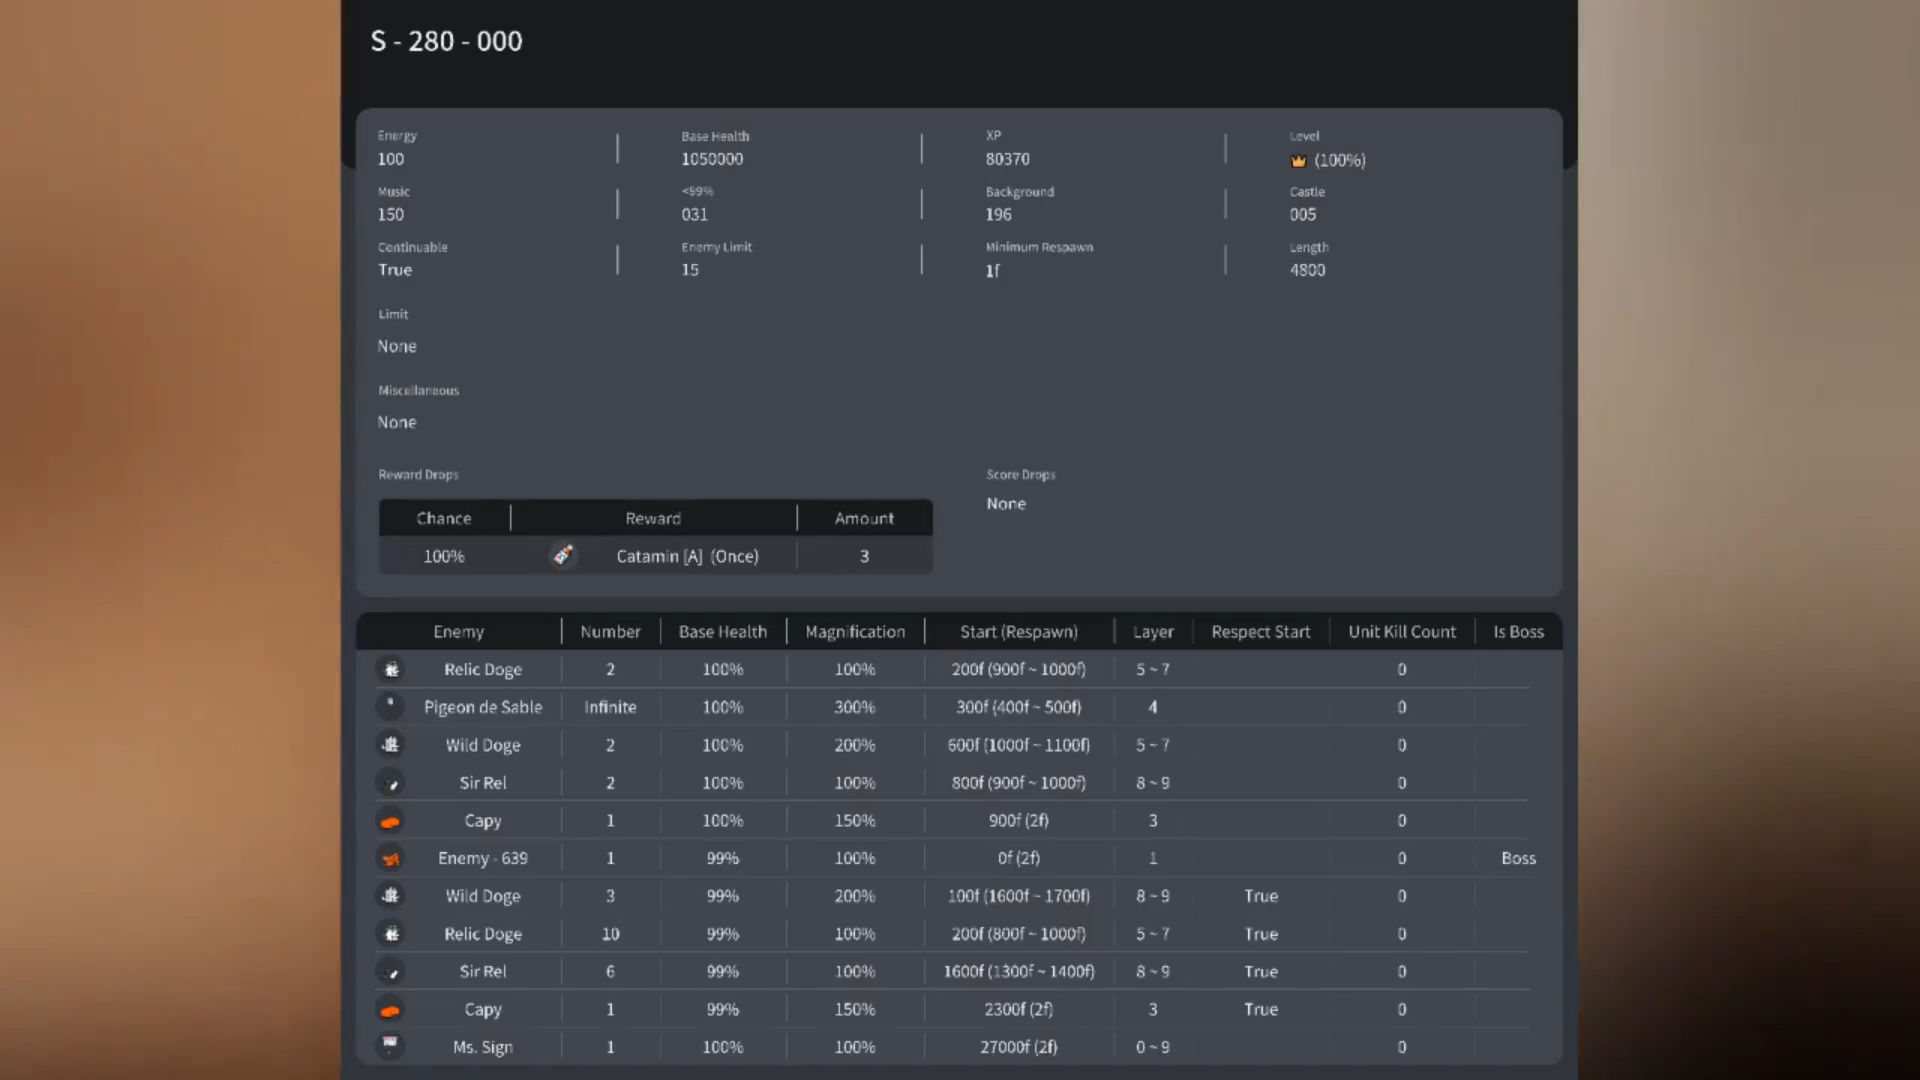 S - 280 - 000
Energy Base Health XP Level
100 1050000 80370 (100%)
Music <99% Background Castle
150 031 196 005
Continuable Enemy Limit Minimum Respawn Length
True 15 1f 4800
Limit
None
Miscellaneous
None
Reward Drops Score Drops
None
Chance Reward Amount
100% Catamin [A] (Once) 3
Enemy Number Base Health Magnification Start (Respawn) Layer Respect Start Unit Kill Count Is Boss
Relic Doge 2 100% 100% 200f (900f ~ 1000f) 5 ~ 7 0
Pigeon de Sable Infinite 100% 300% 300f (400f ~ 500f) 4 0
Wild Doge 2 100% 200% 600f (1000f ~ 1100f) 5 ~ 7 0
Sir Rel 2 100% 100% 800f (900f ~ 1000f) 8 ~ 9 0
Capy 1 100% 150% 900f (2f) 3 0
Enemy - 639 1 99% 100% 0f (2f) 1 0 Boss
Wild Doge 3 99% 200% 100f (1600f ~ 1700f) 8 ~ 9 True 0
Relic Doge 10 99% 100% 200f (800f ~ 1000f) 5 ~ 7 True 0
Sir Rel 6 99% 100% 1600f (1300f ~ 1400f) 8 ~ 9 True 0
Capy 1 99% 150% 2300f (2f) 3 True 0
Ms. Sign 1 100% 100% 27000f (2f) 0 ~ 9 0